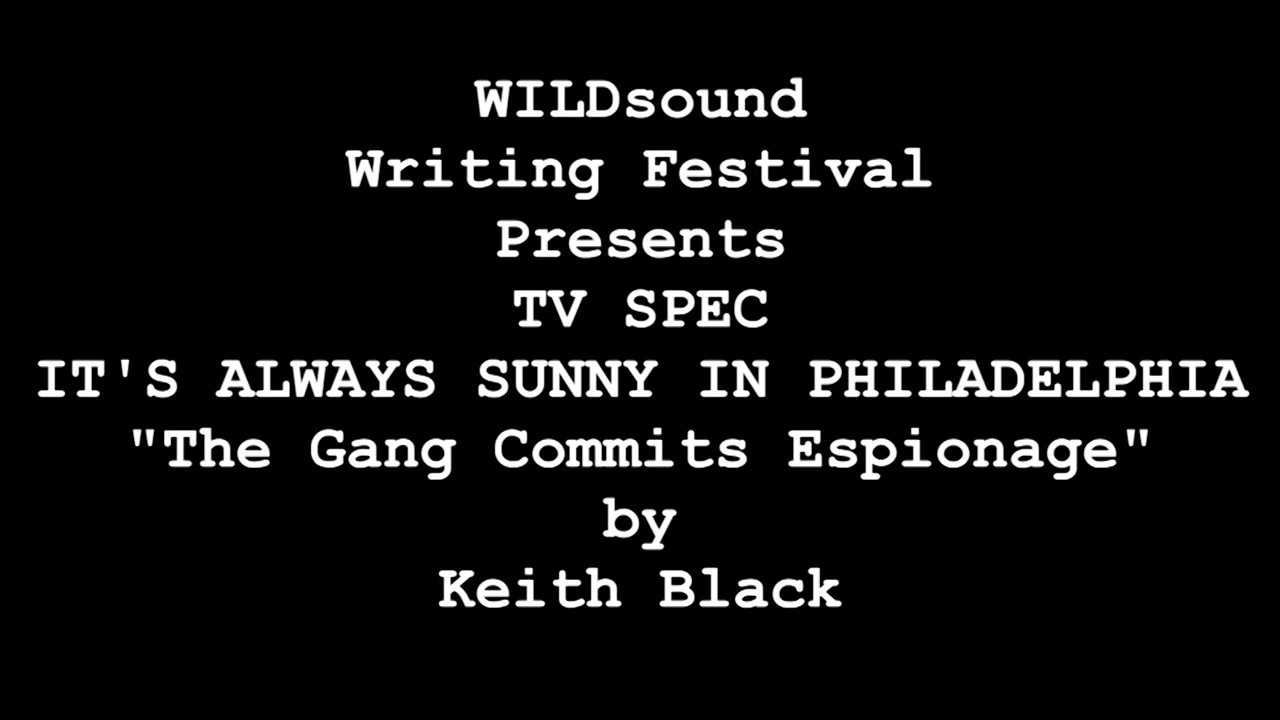 WILDsound
Writing Festival
Presents
TV SPEC
IT'S ALWAYS SUNNY IN PHILADELPHIA
"The Gang Commits Espionage"
by
Keith Black